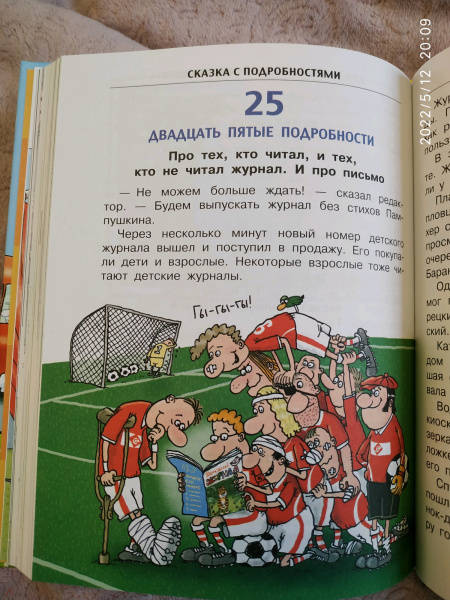 2022/5/12 20:09
СКАЗКА С ПОДРОБНОСТЯМИ
25
ДВАДЦАТЬ ПЯТЫЕ ПОДРОБНОСТИ
Про тех, кто читал, и тех,
кто не читал журнал. И про письмо
— Не можем больше ждать! — сказал редак-
тор. — Будем выпускать журнал без стихов Пам-
пушкина.
Через несколько минут новый номер детского
журнала вышел и поступил в продажу. Его покупа-
ли дети и взрослые. Некоторые взрослые тоже чи-
тают детские журналы.
Гы-гы-гы!